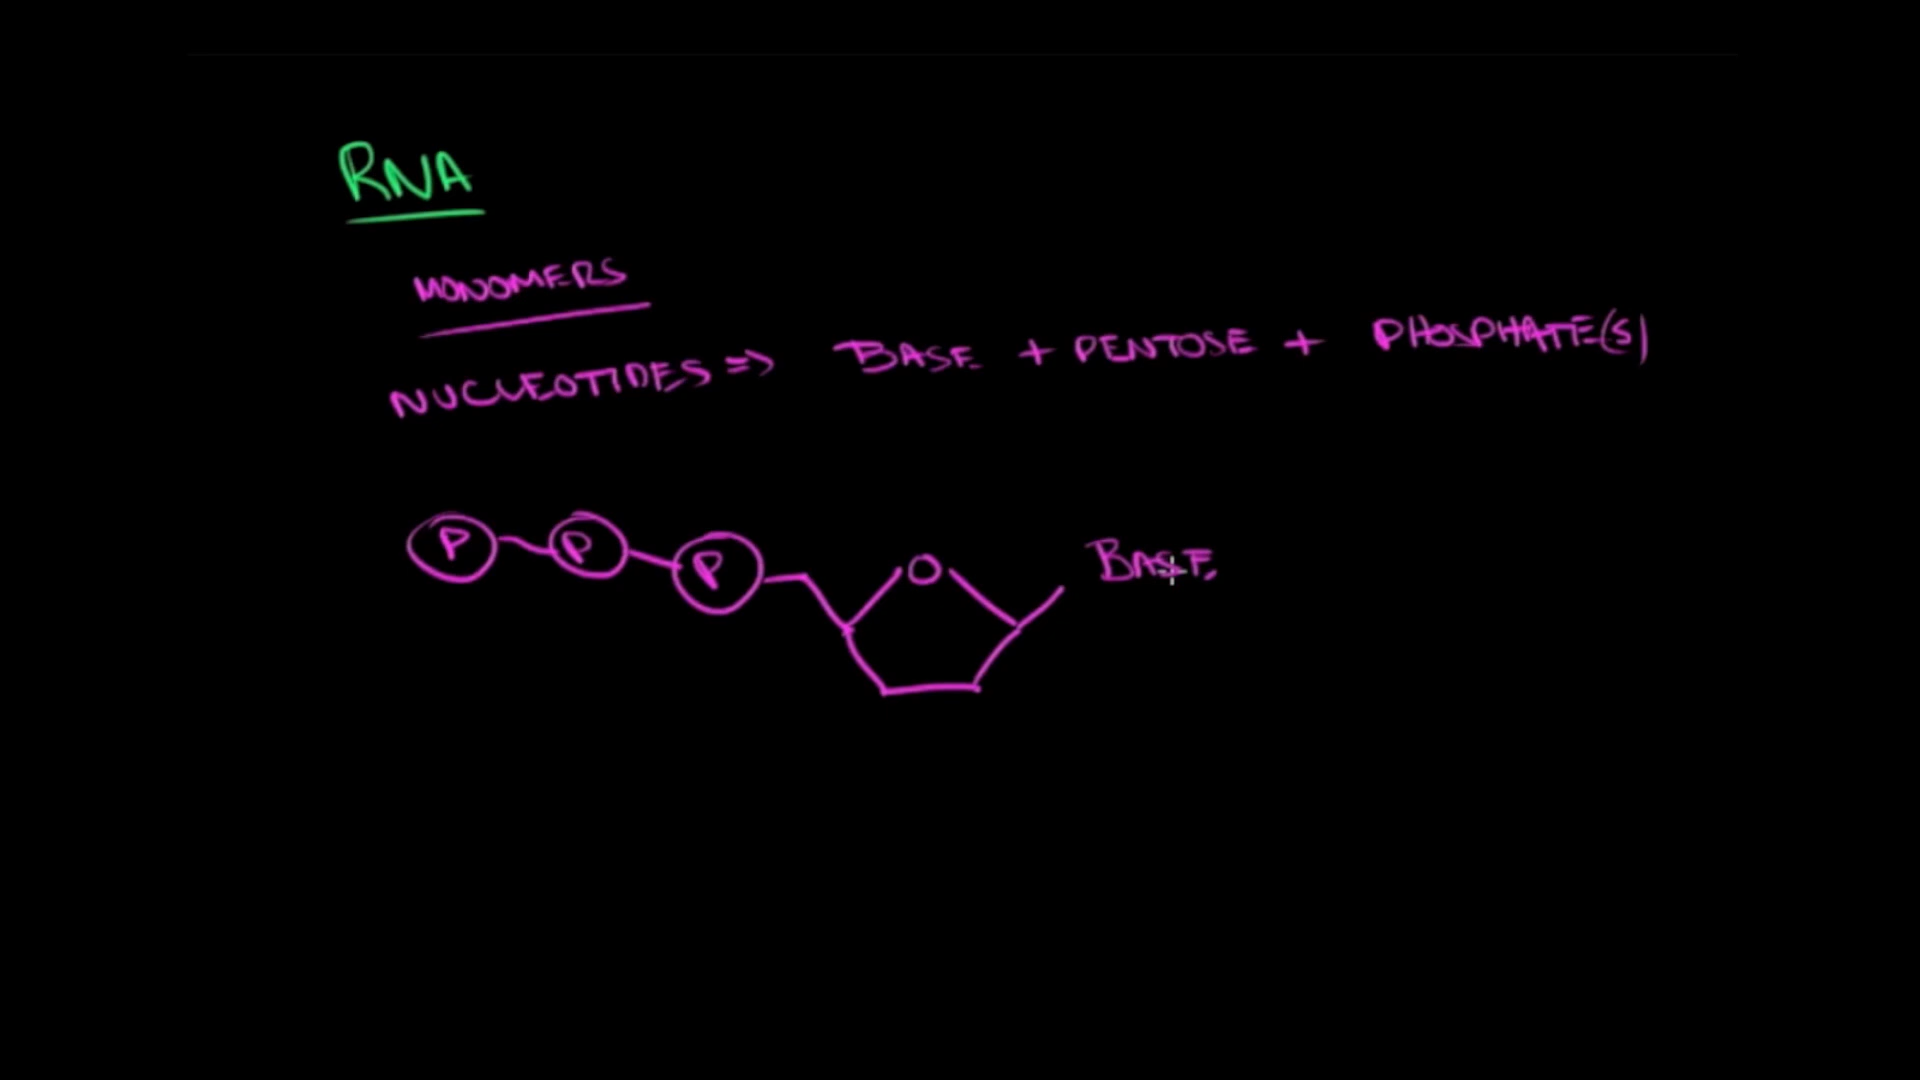 RNA
MONOMERS
NUCLEOTIDES => BASE + PENTOSE + PHOSPHATE(S)
P P P O BASE